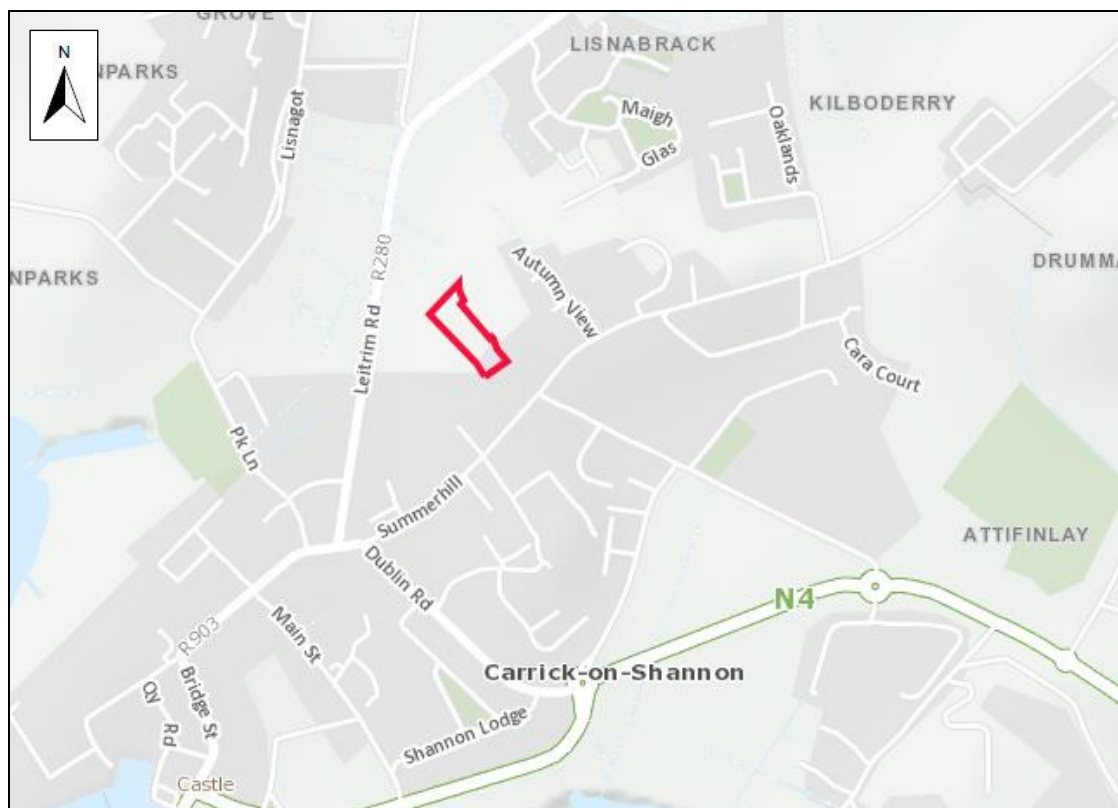 GROVE
N
NPARKS
LISNABRACK
KILBODERRY
Lisnagot
Maigh
Glas
Oaklands
NPARKS
R280
Leitrim Rd
Autumn View
DRUMMA
Cara Court
Pk Ln
Summerhill
ATTIFINLAY
Dublin Rd
N4
Main St
R903
Bridge St
Qy Rd
Carrick-on-Shannon
Shannon Lodge
Castle